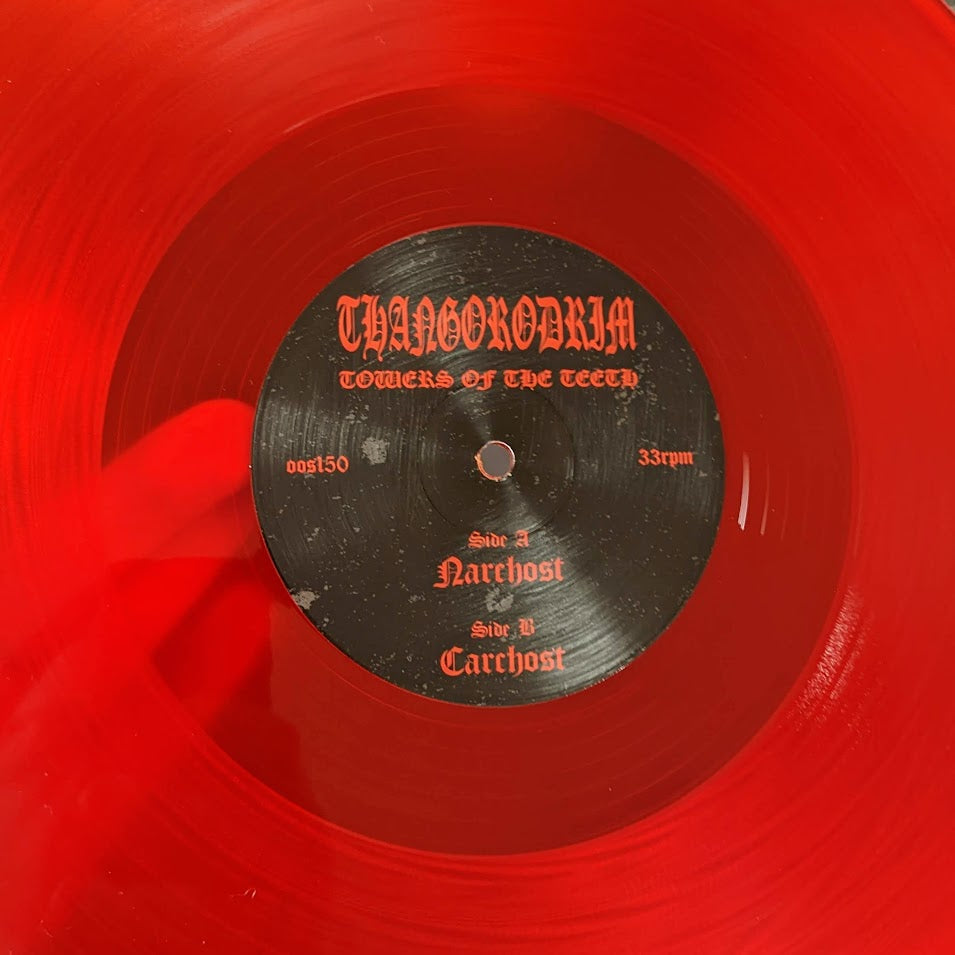 THANGORODRIM
TOWERS OF THE TEETH
oos150 33rpm
Side A
Narchost
Side B
Carchost